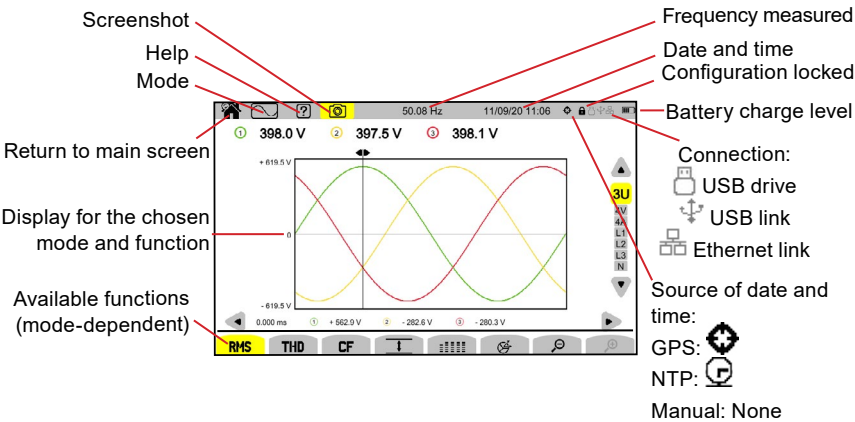 Screenshot
Help
Mode
Return to main screen
Display for the chosen
mode and function
Available functions
(mode-dependent)
?
50.08 Hz
11/09/20 11:06
1 398.0 V 2 397.5 V 3 398.1 V
+ 619.5 V
0
- 619.5 V
0.000 ms 1 + 562.9 V 2 - 282.6 V 3 - 280.3 V
3U
4A
L1
L2
L3
N
RMS THD CF
Frequency measured
Date and time
Configuration locked
Battery charge level
Connection:
USB drive
USB link
Ethernet link
Source of date and
time:
GPS:
NTP:
Manual: None